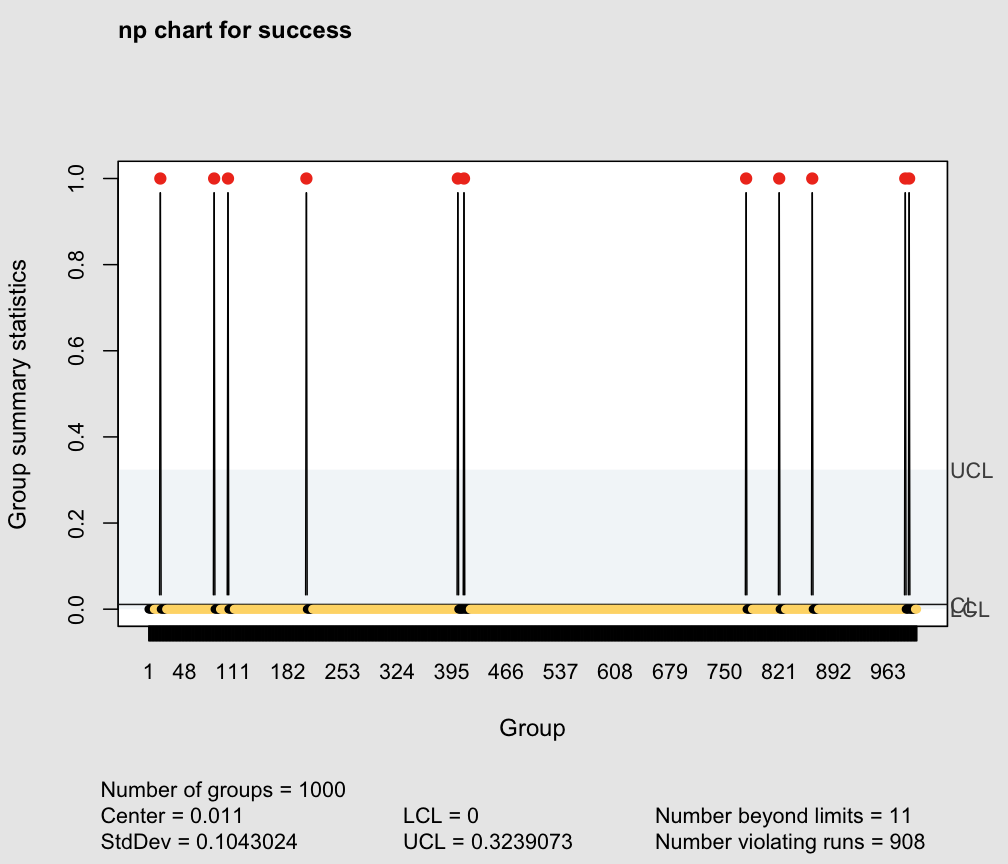 np chart for success
Group summary statistics
1.0
0.8
0.6
0.4
0.2
0.0
UCL
CL
LCL
1 48 111 182 253 324 395 466 537 608 679 750 821 892 963
Group
Number of groups = 1000
Center = 0.011 LCL = 0 Number beyond limits = 11
StdDev = 0.1043024 UCL = 0.3239073 Number violating runs = 908